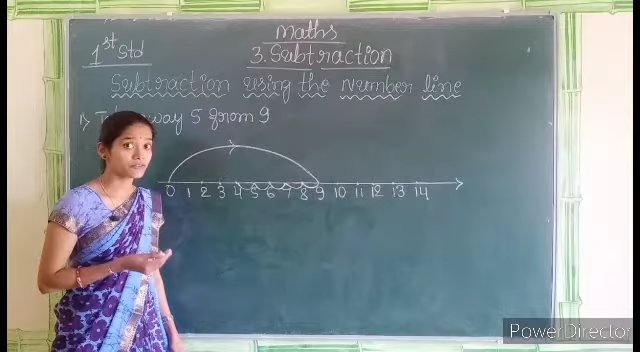 Maths
1st Std
3. Subtraction
Subtraction using the number line
1) away 5 from 9
0 1 2 3 4 5 6 7 8 9 10 11 12 13 14
PowerDirector